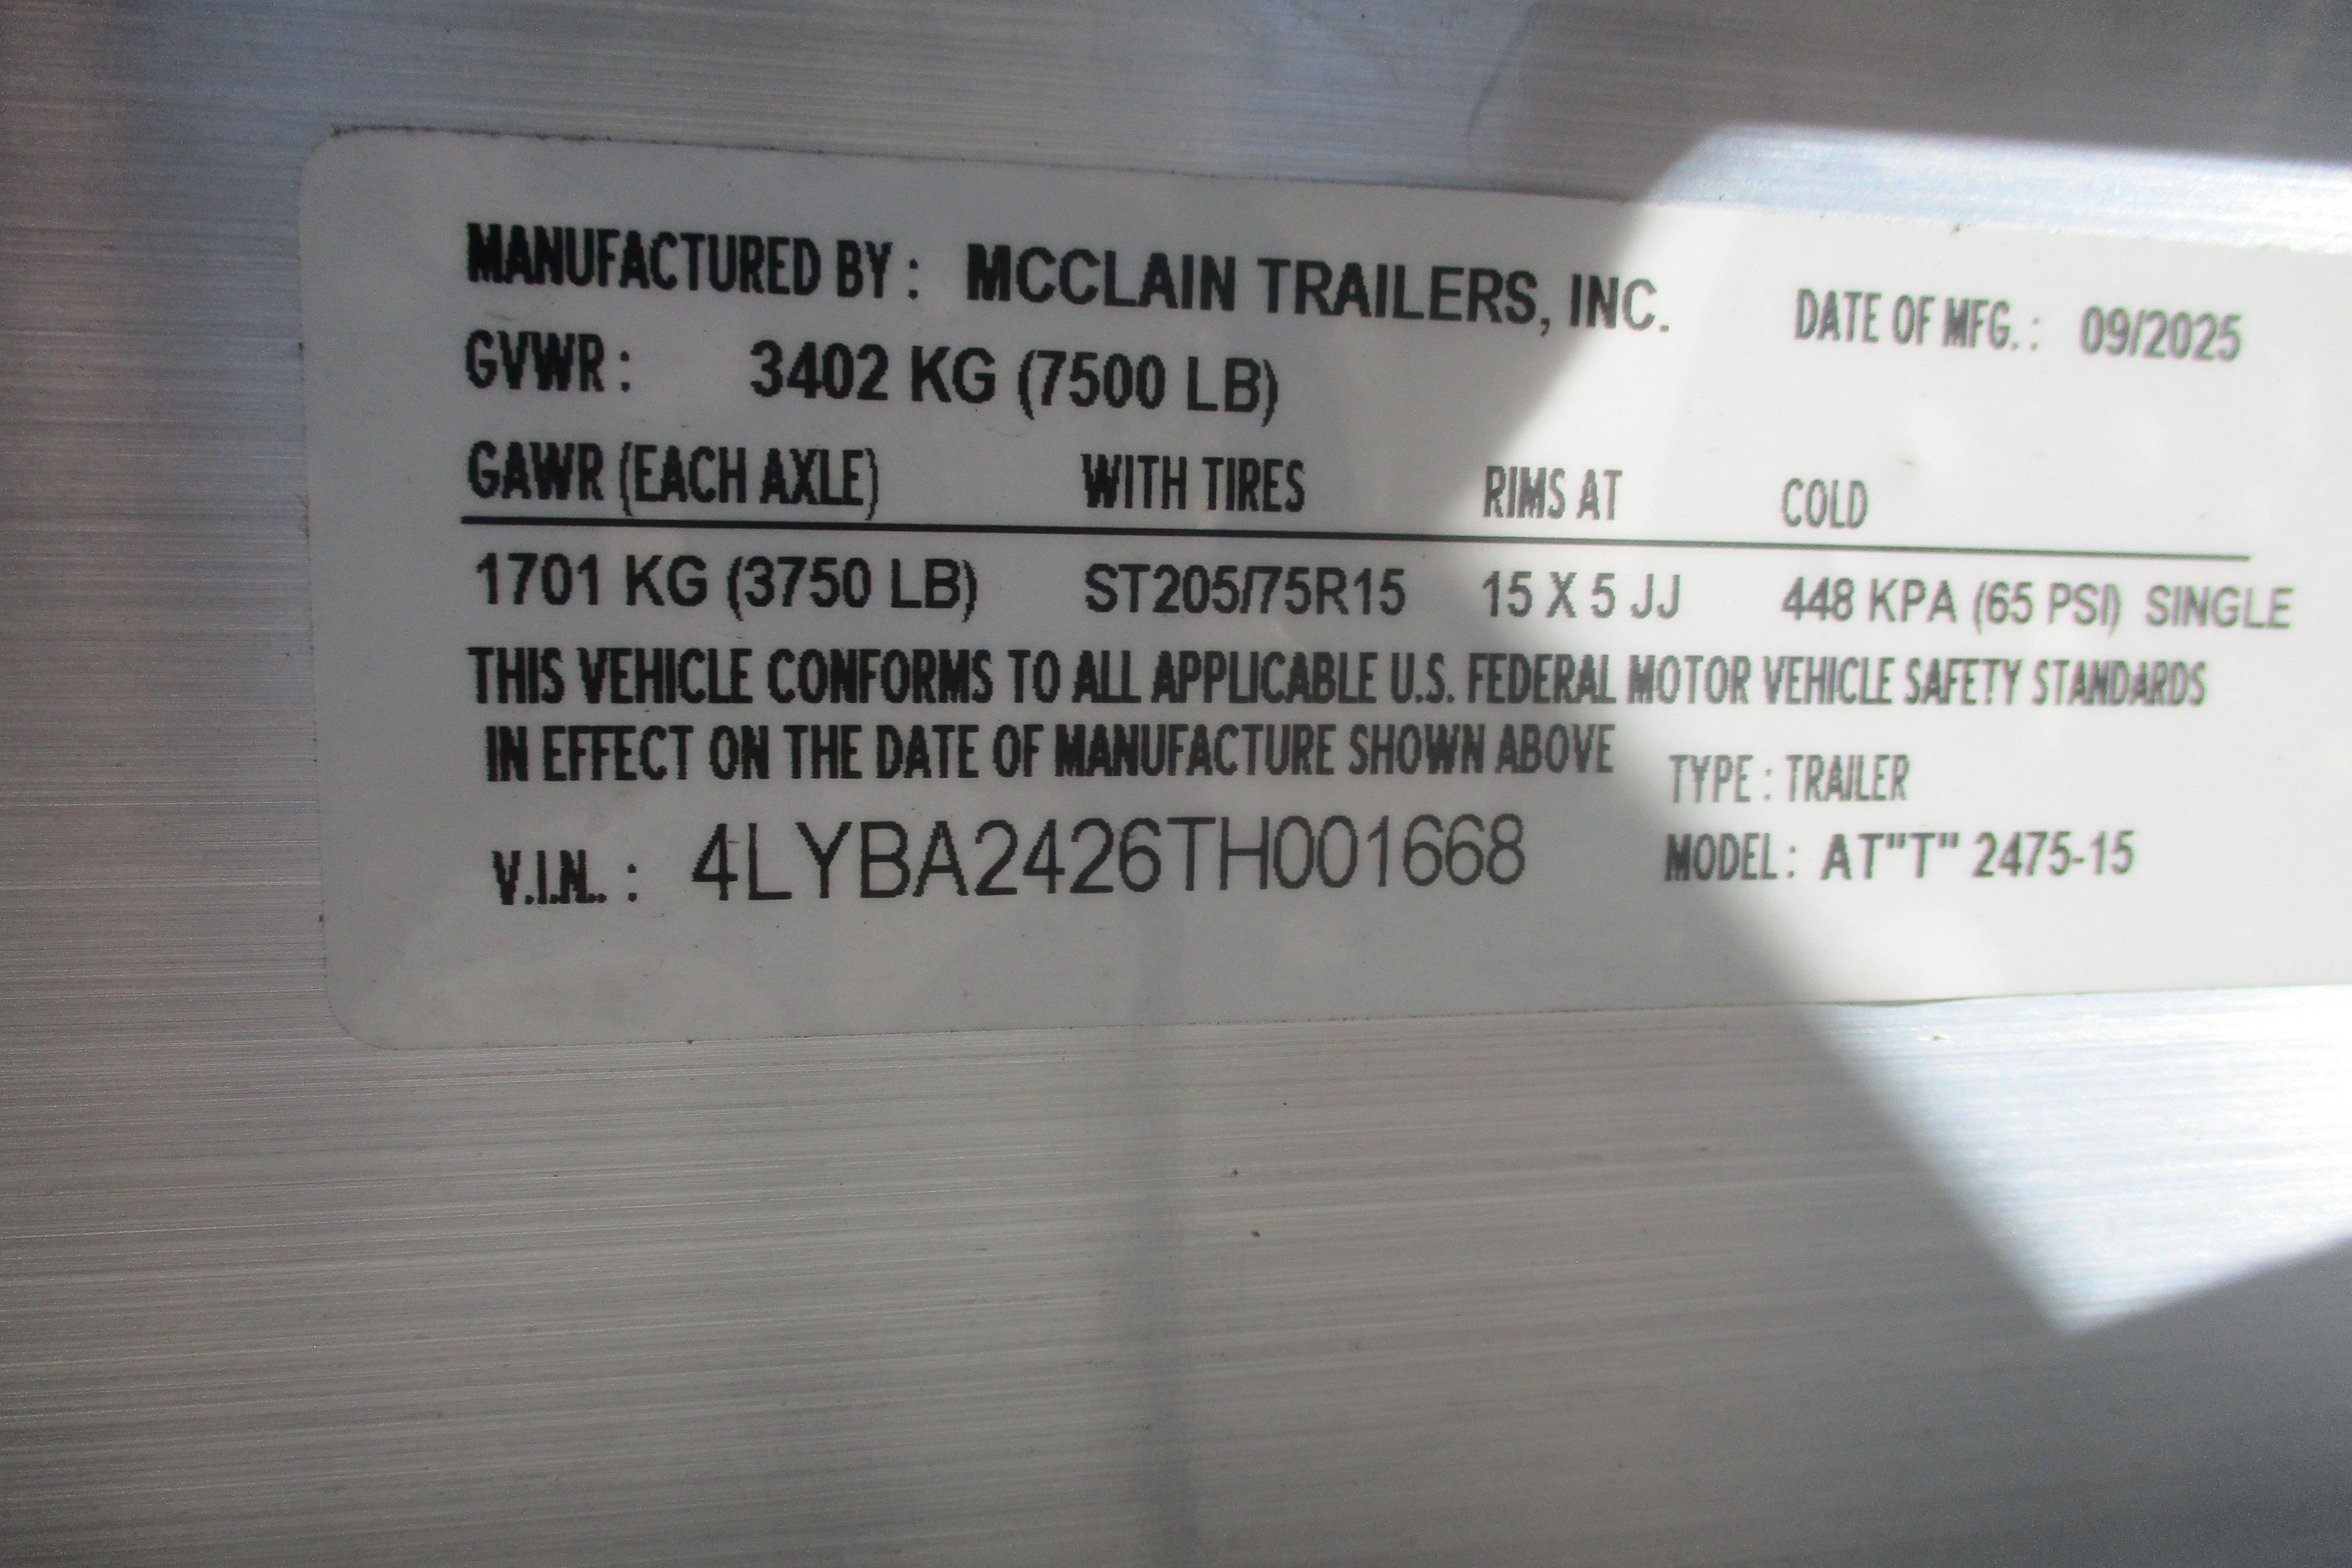 MANUFACTURED BY : MCCLAIN TRAILERS, INC. DATE OF MFG. : 09/2025
GVWR : 3402 KG (7500 LB)
GAWR (EACH AXLE) WITH TIRES RIMS AT COLD
1701 KG (3750 LB) ST205/75R15 15 X 5 JJ 448 KPA (65 PSI) SINGLE
THIS VEHICLE CONFORMS TO ALL APPLICABLE U.S. FEDERAL MOTOR VEHICLE SAFETY STANDARDS
IN EFFECT ON THE DATE OF MANUFACTURE SHOWN ABOVE
TYPE : TRAILER
V.I.N.. : 4LYBA2426TH001668 MODEL : AT"T" 2475-15